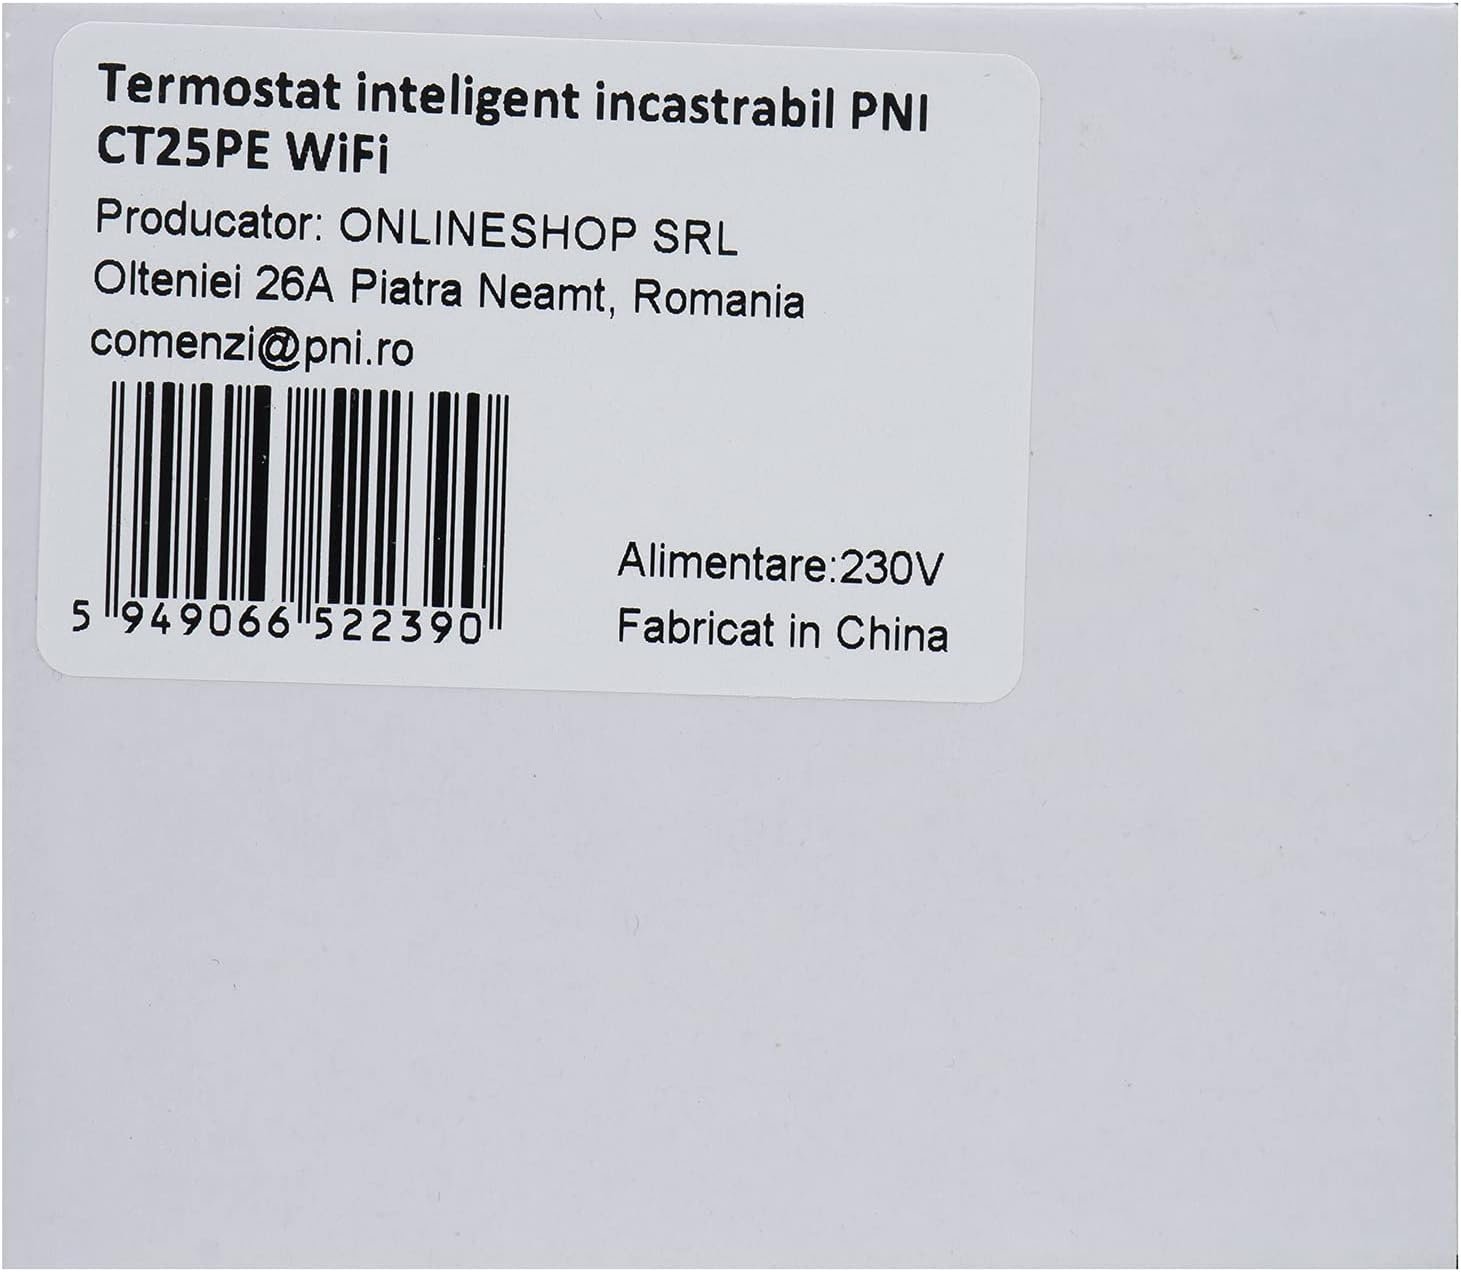 Termostat inteligent incastrabil PNI
CT25PE WiFi
Producator: ONLINESHOP SRL
Olteniei 26A Piatra Neamt, Romania
comenzi@pni.ro
5 949066 522390
Alimentare:230V
Fabricat in China